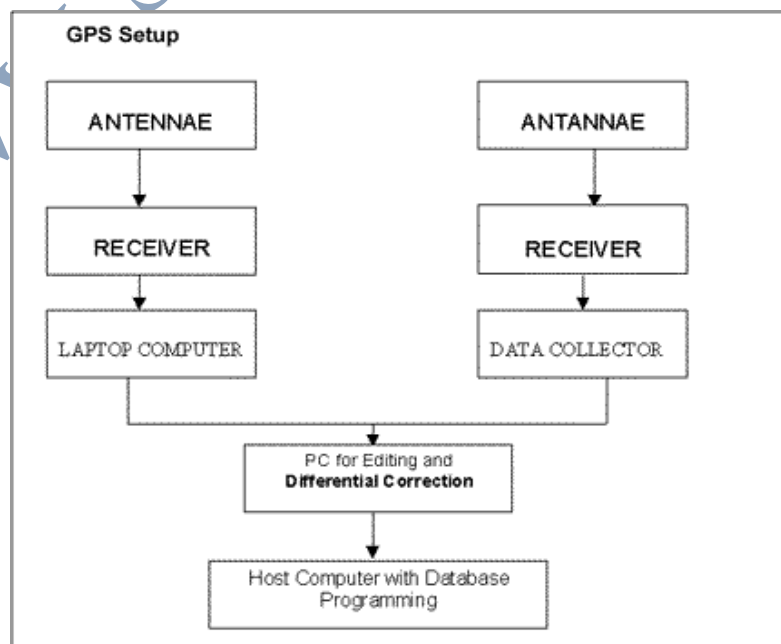 GPS Setup
ANTENNAE
ANTANNAE
RECEIVER
RECEIVER
LAPTOP COMPUTER
DATA COLLECTOR
PC for Editing and
Differential Correction
Host Computer with Database
Programming